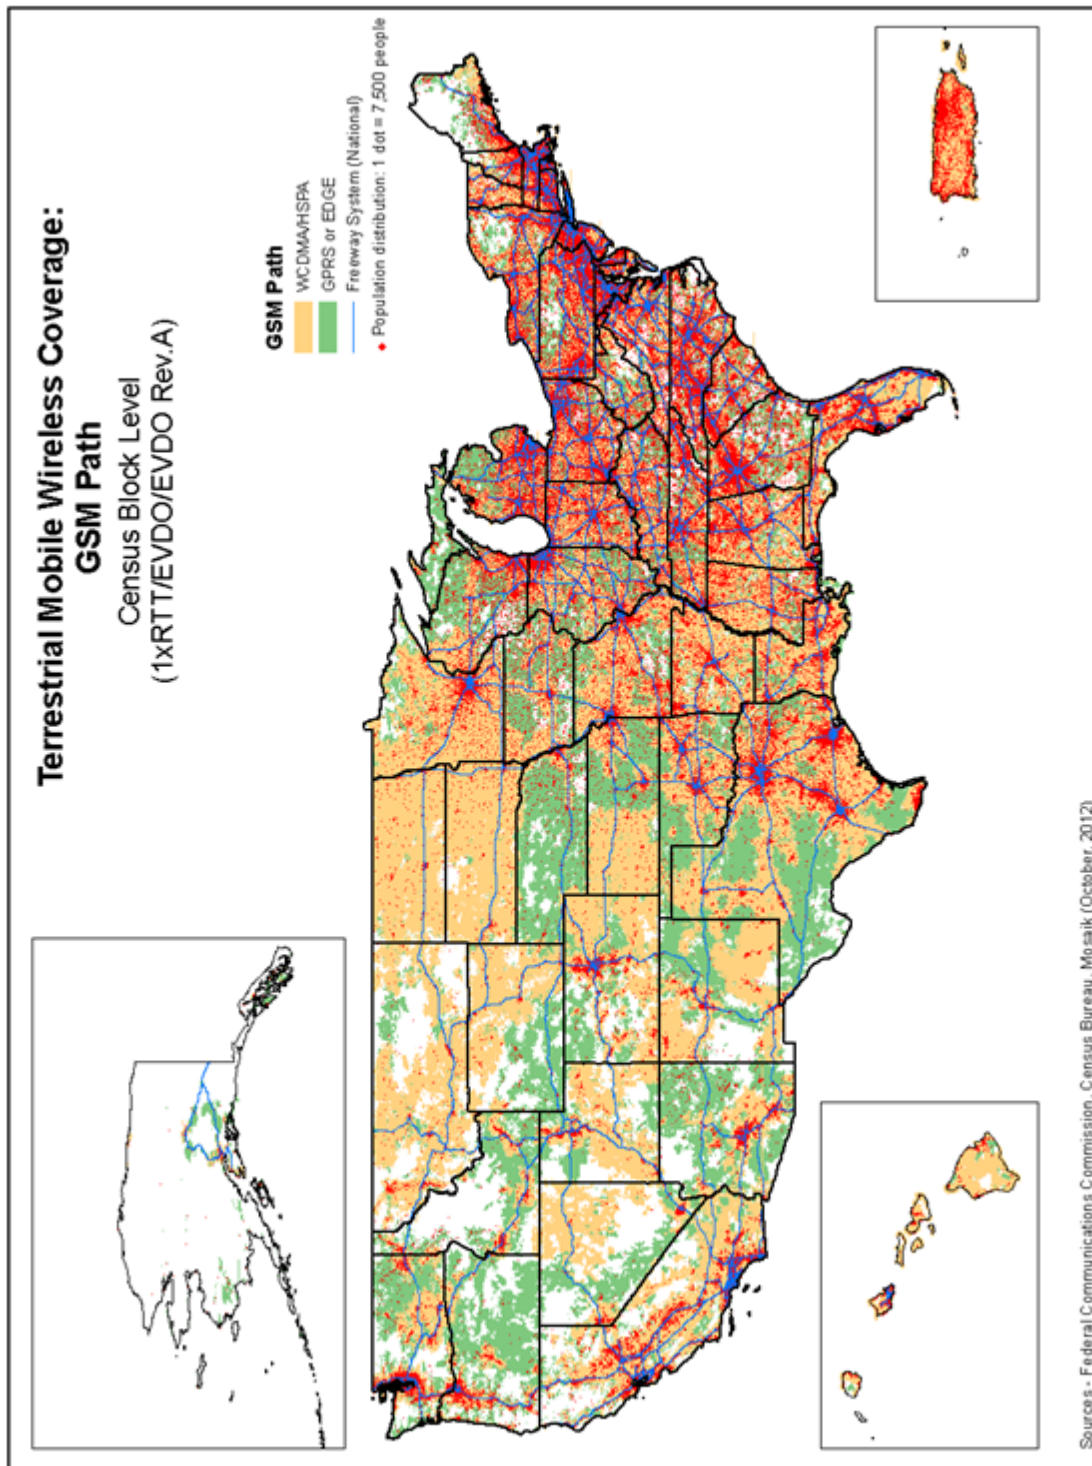 Terrestrial Mobile Wireless Coverage:
GSM Path
Census Block Level
(1xRTT/EVDO/EVDO Rev.A)
GSM Path
WCDMA/HSPA
GPRS or EDGE
Freeway System (National)
Population distribution: 1 dot = 7,500 people
Sources - Federal Communications Commission, Census Bureau, Mosaik (October, 2012)